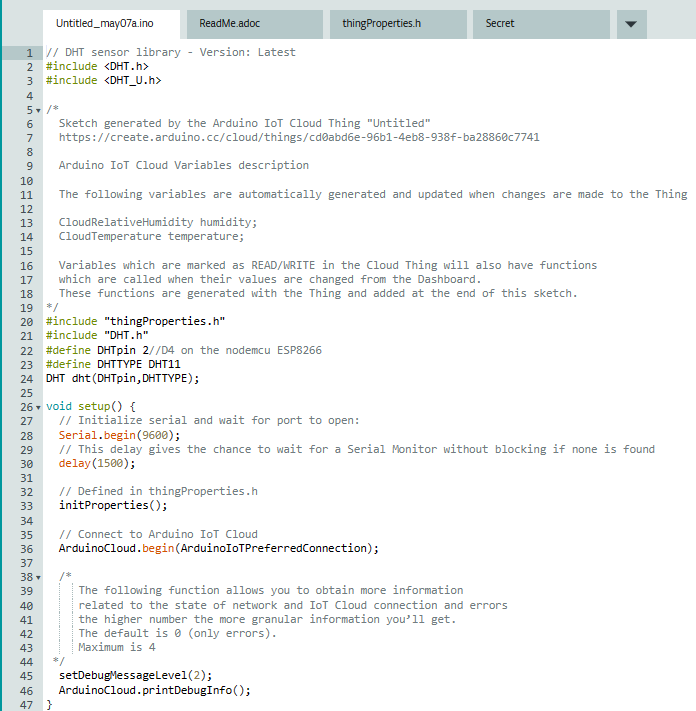 Untitled_may07a.ino ReadMe.adoc thingProperties.h Secret
1 // DHT sensor library - Version: Latest
2 #include <DHT.h>
3 #include <DHT_U.h>
4
5 /*
6 Sketch generated by the Arduino IoT Cloud Thing "Untitled"
7 https://create.arduino.cc/cloud/things/cd0abd6e-96b1-4eb8-938f-ba28860c7741
8
9 Arduino IoT Cloud Variables description
10
11 The following variables are automatically generated and updated when changes are made to the Thing
12
13 CloudRelativeHumidity humidity;
14 CloudTemperature temperature;
15
16 Variables which are marked as READ/WRITE in the Cloud Thing will also have functions
17 which are called when their values are changed from the Dashboard.
18 These functions are generated with the Thing and added at the end of this sketch.
19 */
20 #include "thingProperties.h"
21 #include "DHT.h"
22 #define DHTpin 2//D4 on the nodemcu ESP8266
23 #define DHTTYPE DHT11
24 DHT dht(DHTpin,DHTTYPE);
25
26 void setup() {
27 // Initialize serial and wait for port to open:
28 Serial.begin(9600);
29 // This delay gives the chance to wait for a Serial Monitor without blocking if none is found
30 delay(1500);
31
32 // Defined in thingProperties.h
33 initProperties();
34
35 // Connect to Arduino IoT Cloud
36 ArduinoCloud.begin(ArduinoIoTPreferredConnection);
37
38 /*
39 The following function allows you to obtain more information
40 related to the state of network and IoT Cloud connection and errors
41 the higher number the more granular information you’ll get.
42 The default is 0 (only errors).
43 Maximum is 4
44 */
45 setDebugMessageLevel(2);
46 ArduinoCloud.printDebugInfo();
47 }